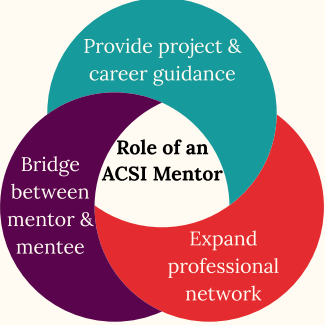 Provide project &
career guidance
Role of an
ACSI Mentor
Bridge
between
mentor &
mentee
Expand
professional
network